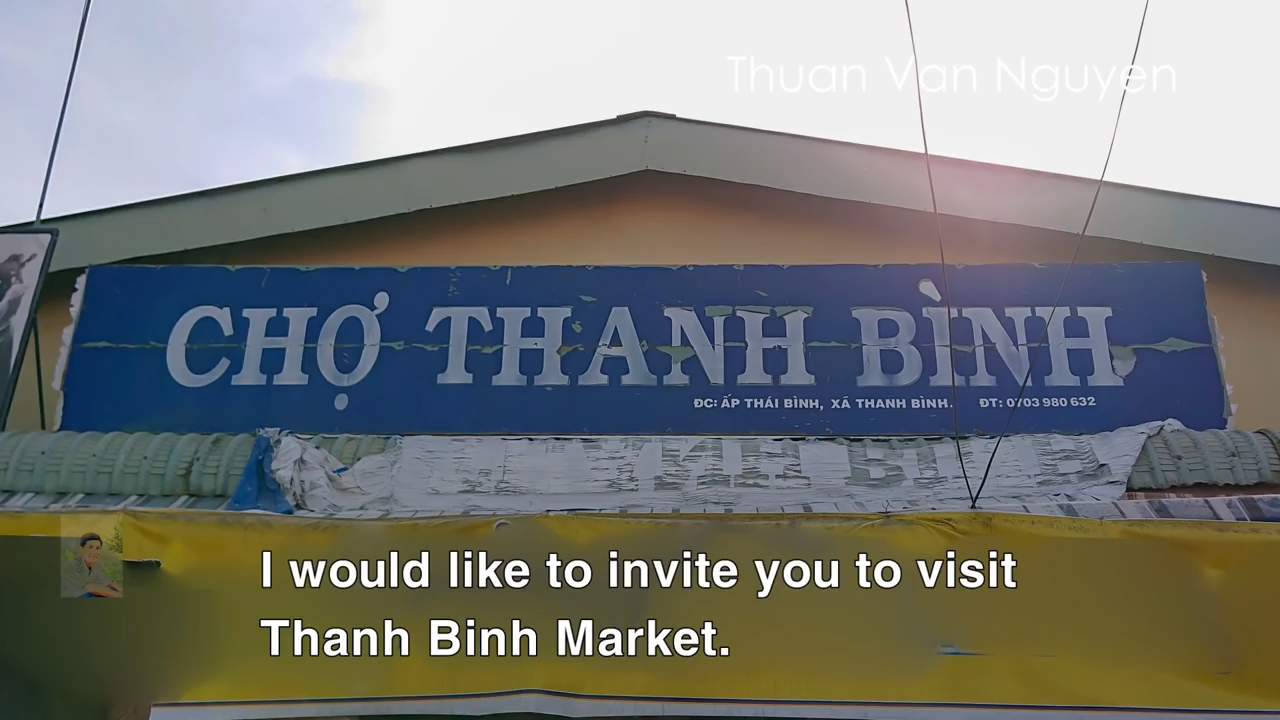 Thuan Van Nguyen
CHỢ THANH BÌNH
ĐC: ẤP THÁI BÌNH, XÃ THANH BÌNH. ĐT: 0703 980 632
I would like to invite you to visit
Thanh Binh Market.